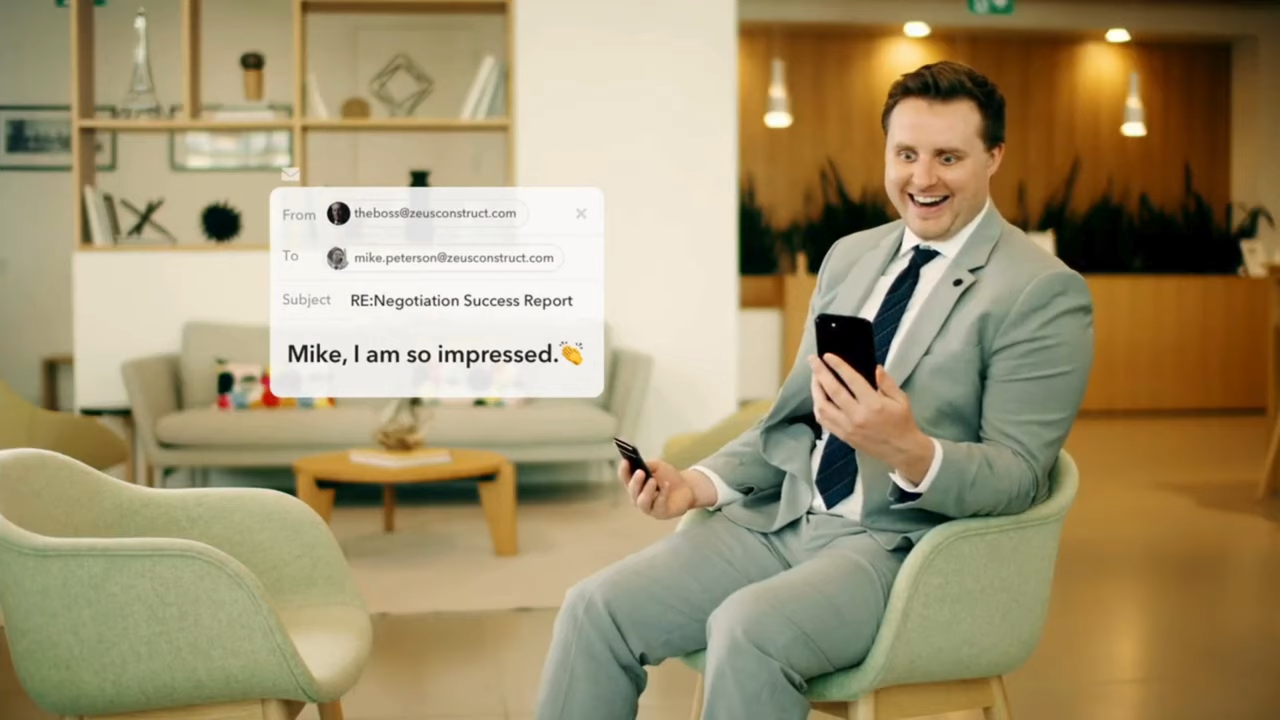 From theboss@zeusconstruct.com
To mike.peterson@zeusconstruct.com
Subject RE:Negotiation Success Report
Mike, I am so impressed.👏